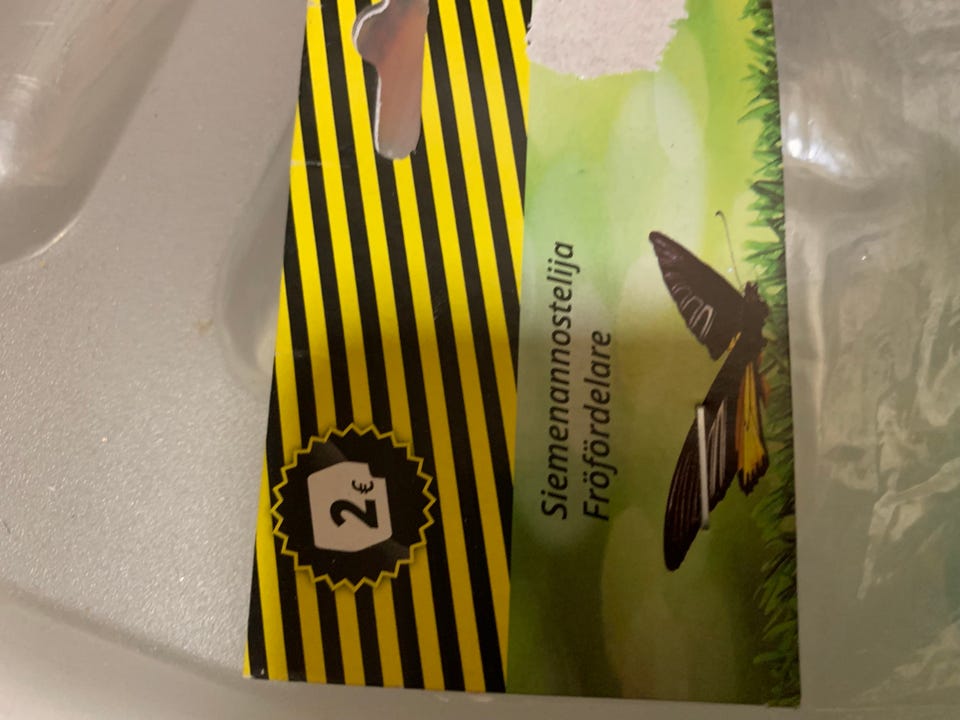 2€
Siemenannostelija
Fröfördelare